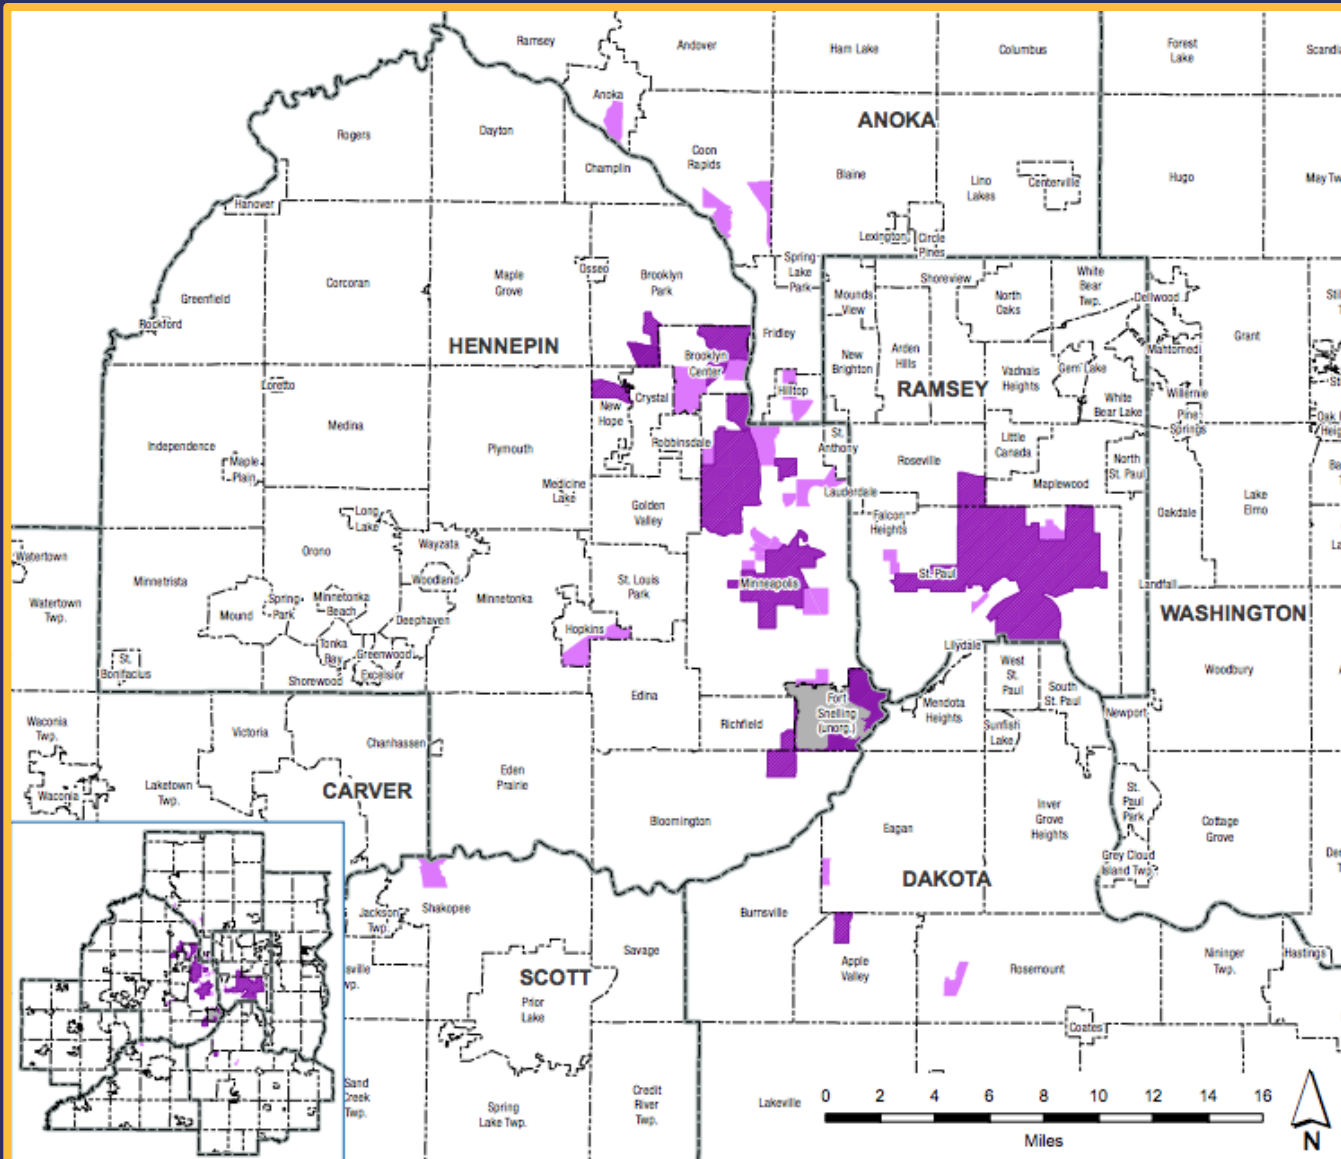 Ramsey
Andover
Ham Lake
Columbus
Forest
Lake
Anoka
ANOKA
Rogers
Dayton
Champlin
Coon
Rapids
Blaine
Lino
Lakes
Centerville
Hugo
Hanover
Lexington
Circle
Pines
Greenfield
Corcoran
Maple
Grove
Osseo
Brooklyn
Park
Spring
Lake
Park
Mounds
View
Shoreview
North
Oaks
White
Bear
Twp.
Dellwood
Rockford
HENNEPIN
Brooklyn
Center
Fridley
New
Brighton
Arden
Hills
Vadnais
Heights
Gem Lake
Mahtomedi
Grant
Loretto
New
Hope
Crystal
Hilltop
RAMSEY
White
Bear Lake
Willernie
Pine
Springs
Independence
Medina
Plymouth
Robbinsdale
St.
Anthony
Roseville
Little
Canada
North
St. Paul
Maple
Plain
Medicine
Lake
Golden
Valley
Lauderdale
Falcon
Heights
Maplewood
Oakdale
Lake
Elmo
Long
Lake
Orono
Wayzata
Watertown
Watertown
Twp.
Minnetrista
Woodland
Minnetonka
St. Louis
Park
Minneapolis
St. Paul
Landfall
WASHINGTON
Mound
Spring
Park
Minnetonka
Beach
Deephaven
Hopkins
Tonka
Bay
Greenwood
Excelsior
Shorewood
St.
Bonifacius
Lilydale
West
St.
Paul
South
St. Paul
Woodbury
Edina
Richfield
Fort
Snelling
(unorg.)
Mendota
Heights
Sunfish
Lake
Newport
Waconia
Twp.
Victoria
Chanhassen
Waconia
Laketown
Twp.
CARVER
Eden
Prairie
Bloomington
Eagan
Inver
Grove
Heights
St.
Paul
Park
Cottage
Grove
Grey Cloud
Island Twp.
DAKOTA
Jackson
Twp.
Shakopee
Savage
Burnsville
Apple
Valley
Rosemount
Nininger
Twp.
Hastings
SCOTT
Prior
Lake
Coates
Sand
Creek
Twp.
Spring
Lake Twp.
Credit
River
Twp.
Lakeville
0 2 4 6 8 10 12 14 16
Miles
N